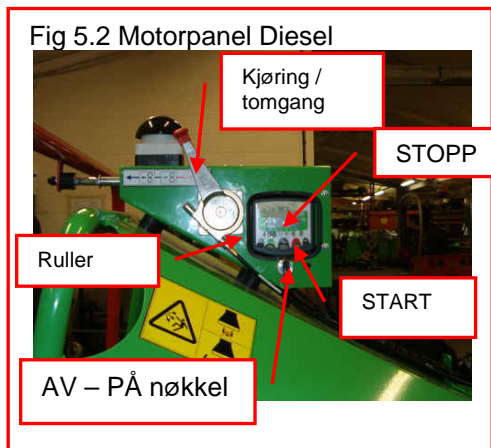 Fig 5.2 Motorpanel Diesel
Kjøring /
tomgang
STOPP
Ruller
START
AV – PÅ nøkkel